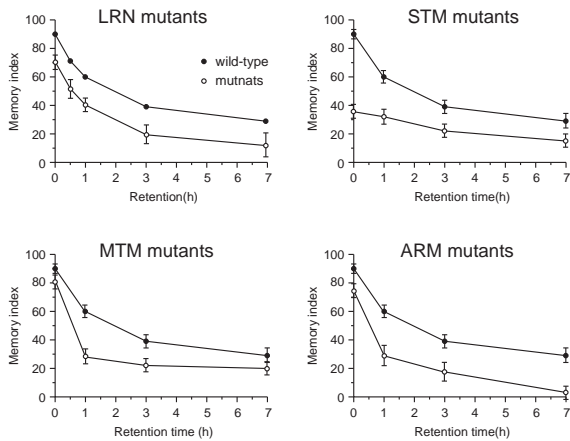 LRN mutants
Memory index
100
80
60
40
20
0
wild-type
mutnats
0 1 2 3 4 5 6 7
Retention(h)
STM mutants
Memory index
100
80
60
40
20
0
0 1 2 3 4 5 6 7
Retention time(h)
MTM mutants
Memory index
100
80
60
40
20
0
0 1 2 3 4 5 6 7
Retention time (h)
ARM mutants
Memory index
100
80
60
40
20
0
0 1 2 3 4 5 6 7
Retention time(h)